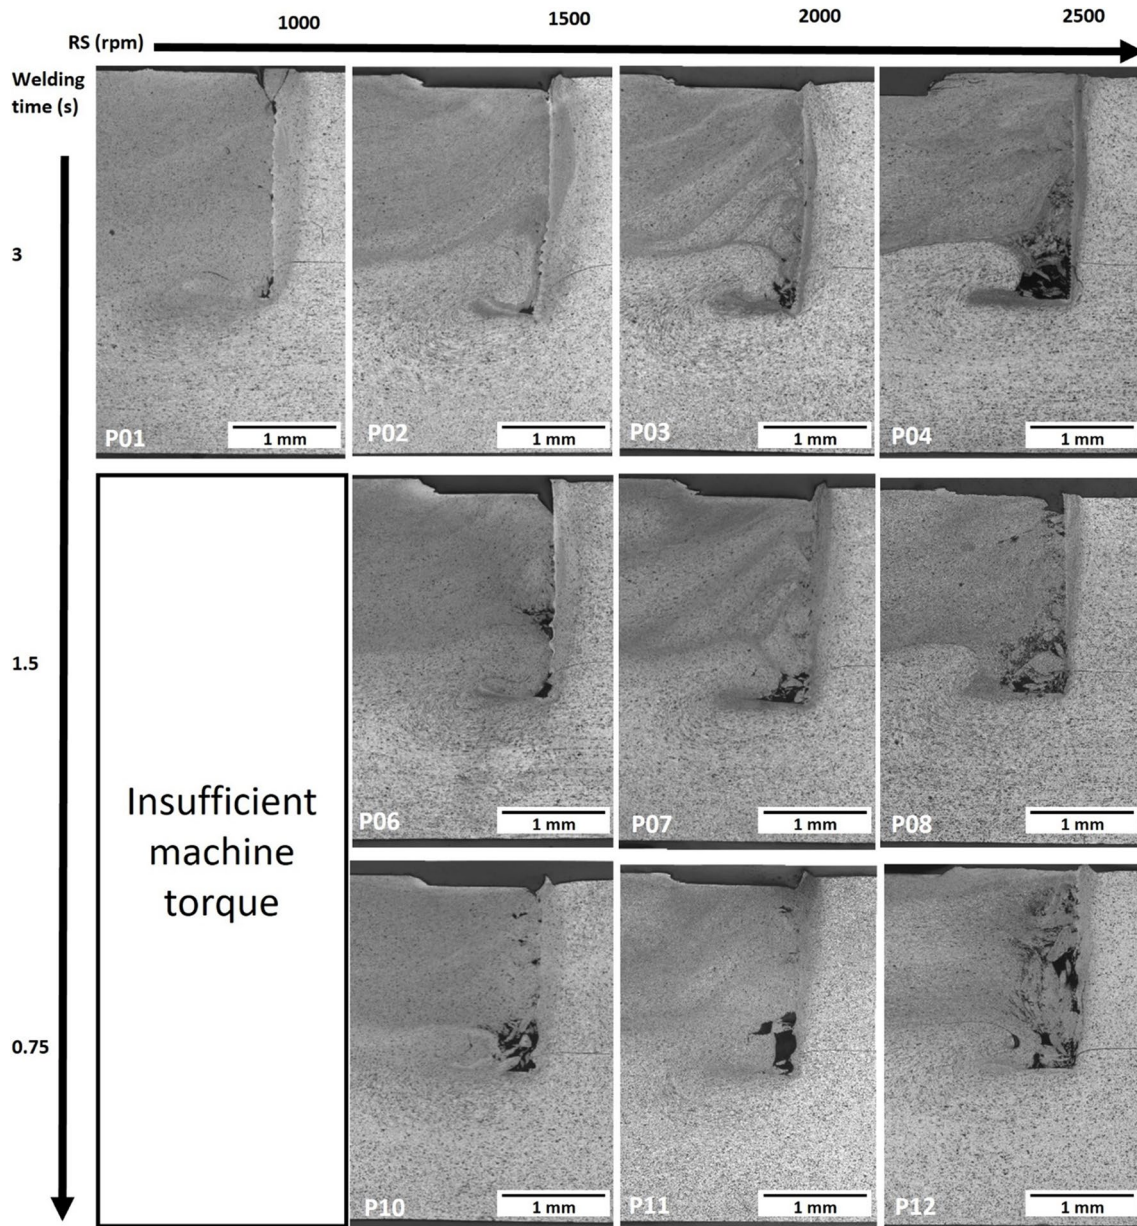 1000 1500 2000 2500
RS (rpm)
Welding
time (s)
3
P01 1 mm P02 1 mm P03 1 mm P04 1 mm
1.5
Insufficient
machine
torque
P06 1 mm P07 1 mm P08 1 mm
0.75
P10 1 mm P11 1 mm P12 1 mm